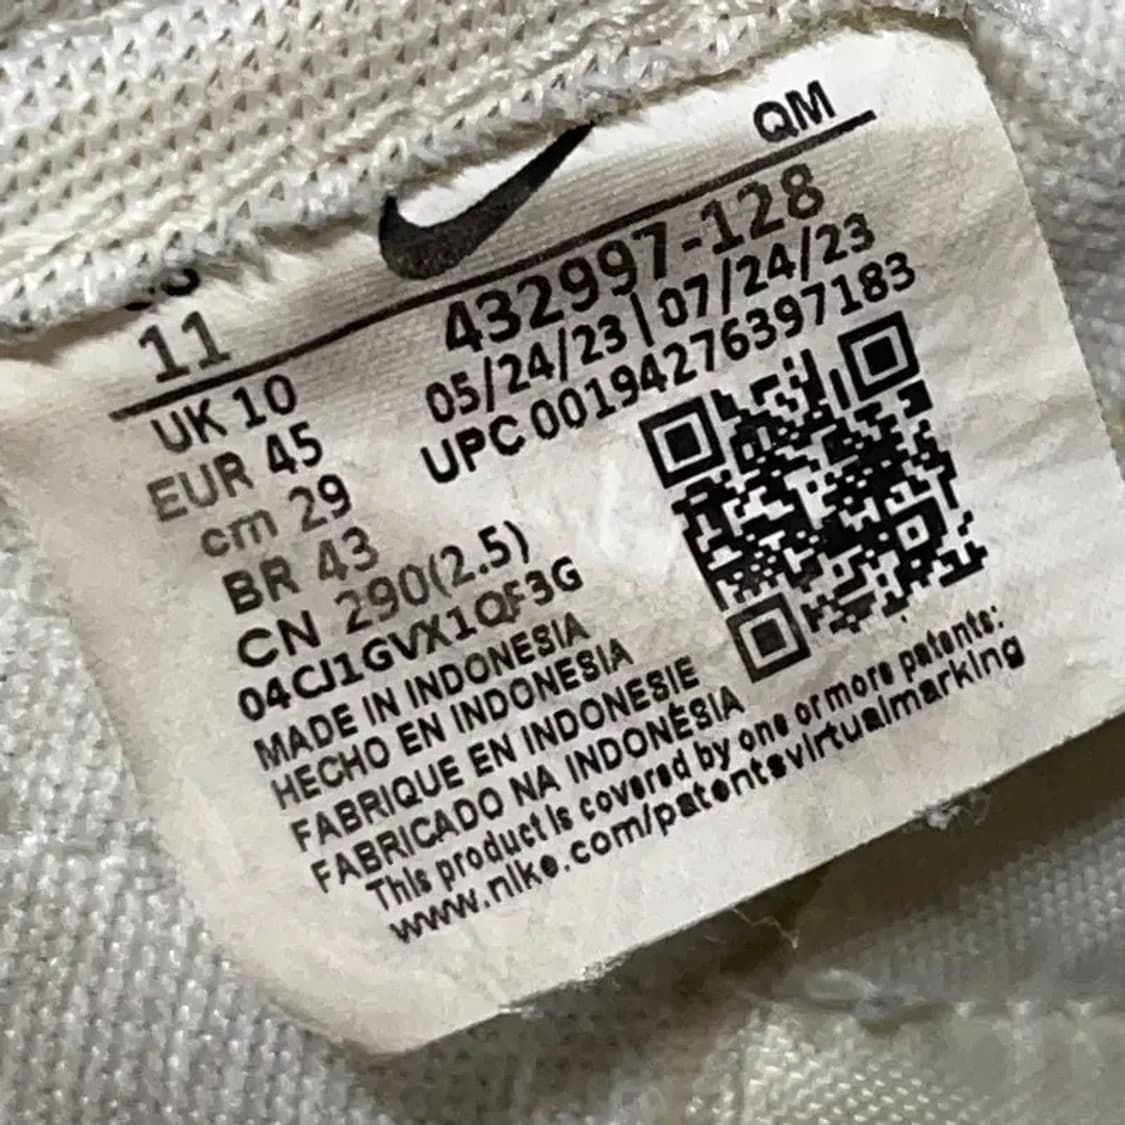 QM
11
432997-128
05/24/23 | 07/24/23
UPC 00194276397183
UK 10
EUR 45
cm 29
BR 43
CN 290(2.5)
04CJ1GVX1QF3G
MADE IN INDONESIA
HECHO EN INDONESIA
FABRIQUE EN INDONESIE
FABRICADO NA INDONÉSIA
This product is covered by one or more patents:
www.nike.com/patentsvirtualmarking